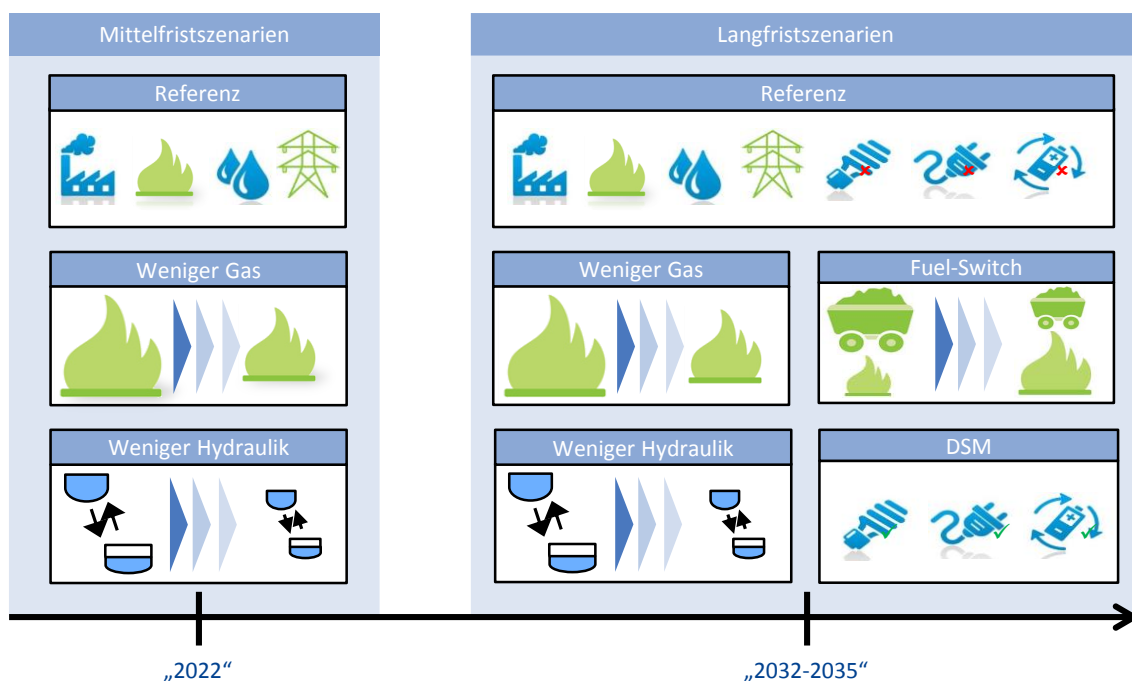 Mittelfristszenarien
Referenz
Weniger Gas
Weniger Hydraulik
„2022“
Langfristszenarien
Referenz
Weniger Gas
Fuel-Switch
Weniger Hydraulik
DSM
„2032-2035“